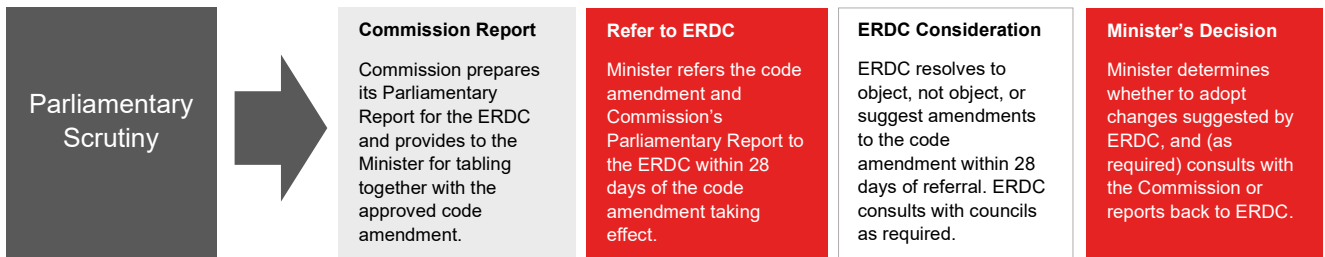 Parliamentary
Scrutiny
Commission Report
Commission prepares
its Parliamentary
Report for the ERDC
and provides to the
Minister for tabling
together with the
approved code
amendment.
Refer to ERDC
Minister refers the code
amendment and
Commission’s
Parliamentary Report to
the ERDC within 28
days of the code
amendment taking
effect.
ERDC Consideration
ERDC resolves to
object, not object, or
suggest amendments
to the code
amendment within 28
days of referral. ERDC
consults with councils
as required.
Minister’s Decision
Minister determines
whether to adopt
changes suggested by
ERDC, and (as
required) consults with
the Commission or
reports back to ERDC.